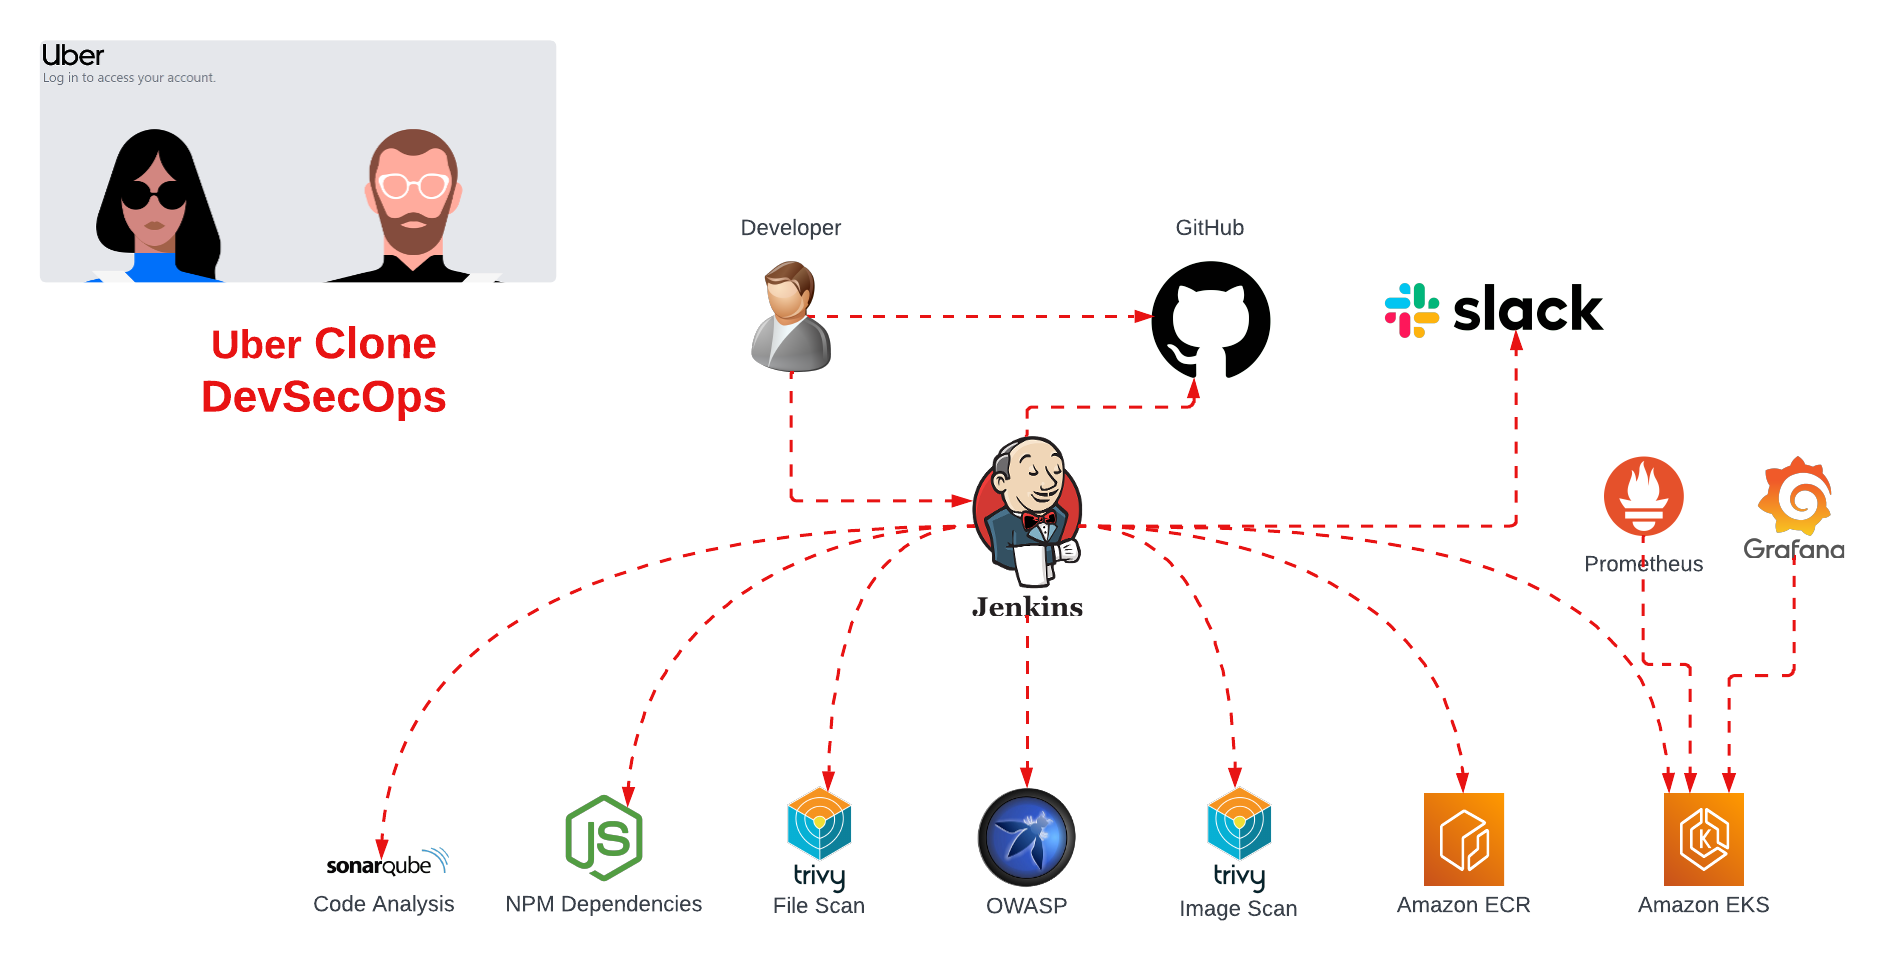 Uber
Log in to access your account.
Uber Clone
DevSecOps
Developer
GitHub
slack
Jenkins
Prometheus
Grafana
JS
K
sonarqube
Code Analysis
NPM Dependencies
trivy
File Scan
OWASP
trivy
Image Scan
Amazon ECR
Amazon EKS